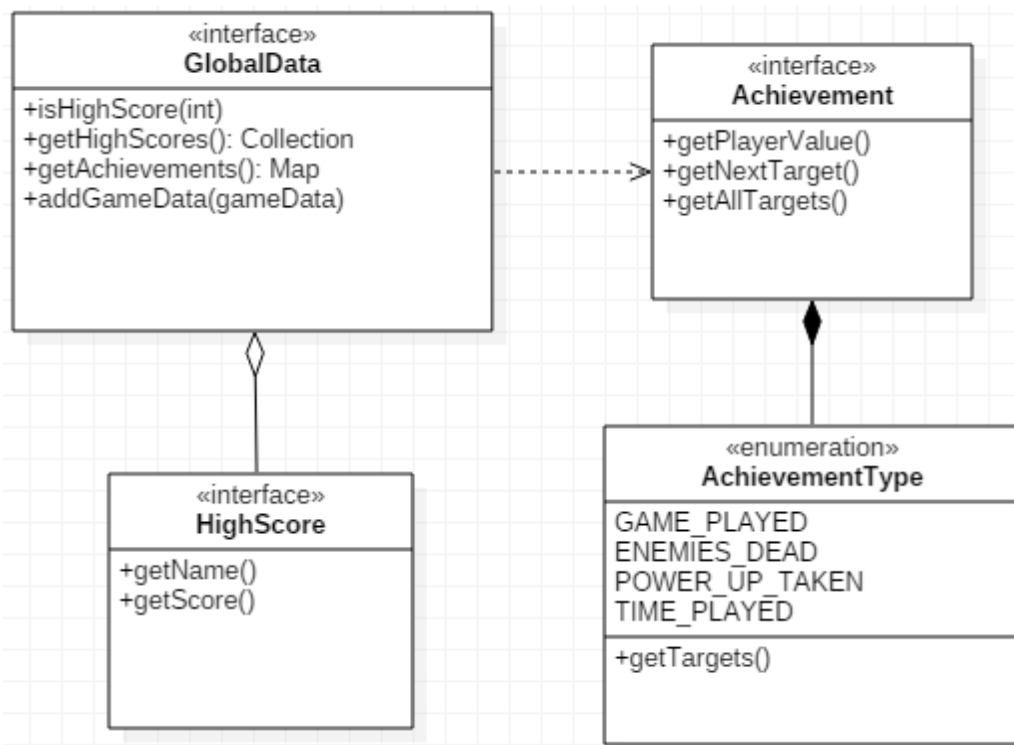 «interface»
GlobalData
+isHighScore(int)
+getHighScores(): Collection
+getAchievements(): Map
+addGameData(gameData)
«interface»
Achievement
+getPlayerValue()
+getNextTarget()
+getAllTargets()
«interface»
HighScore
+getName()
+getScore()
«enumeration»
AchievementType
GAME_PLAYED
ENEMIES_DEAD
POWER_UP_TAKEN
TIME_PLAYED
+getTargets()